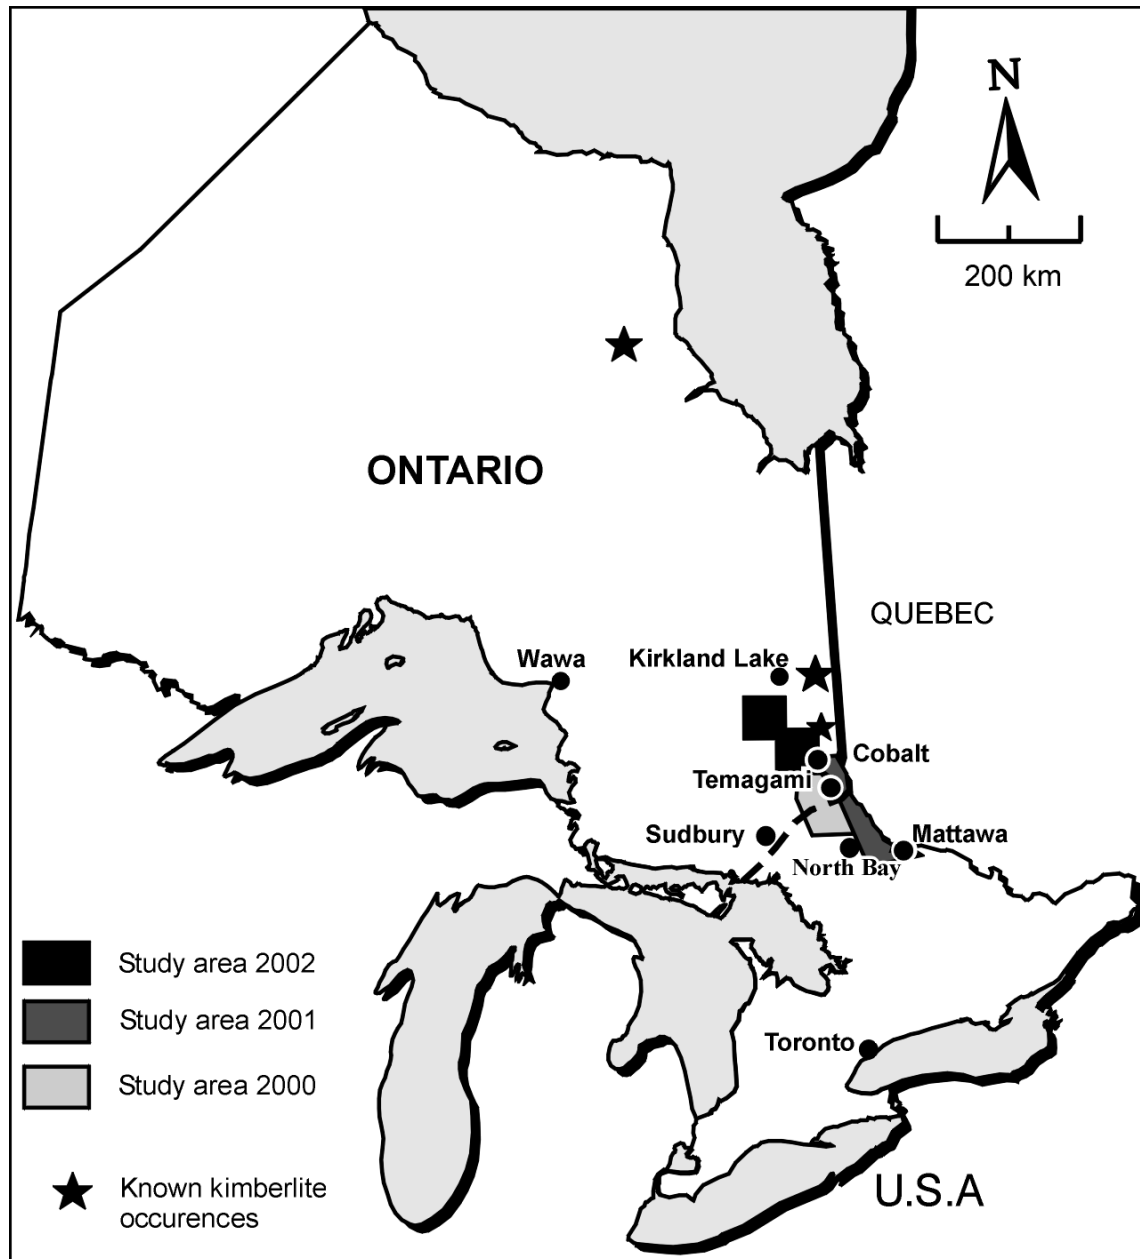 N
200 km
ONTARIO
QUEBEC
Wawa
Kirkland Lake
Cobalt
Temagami
Sudbury
Mattawa
North Bay
Study area 2002
Study area 2001
Toronto
Study area 2000
Known kimberlite
occurences
U.S.A